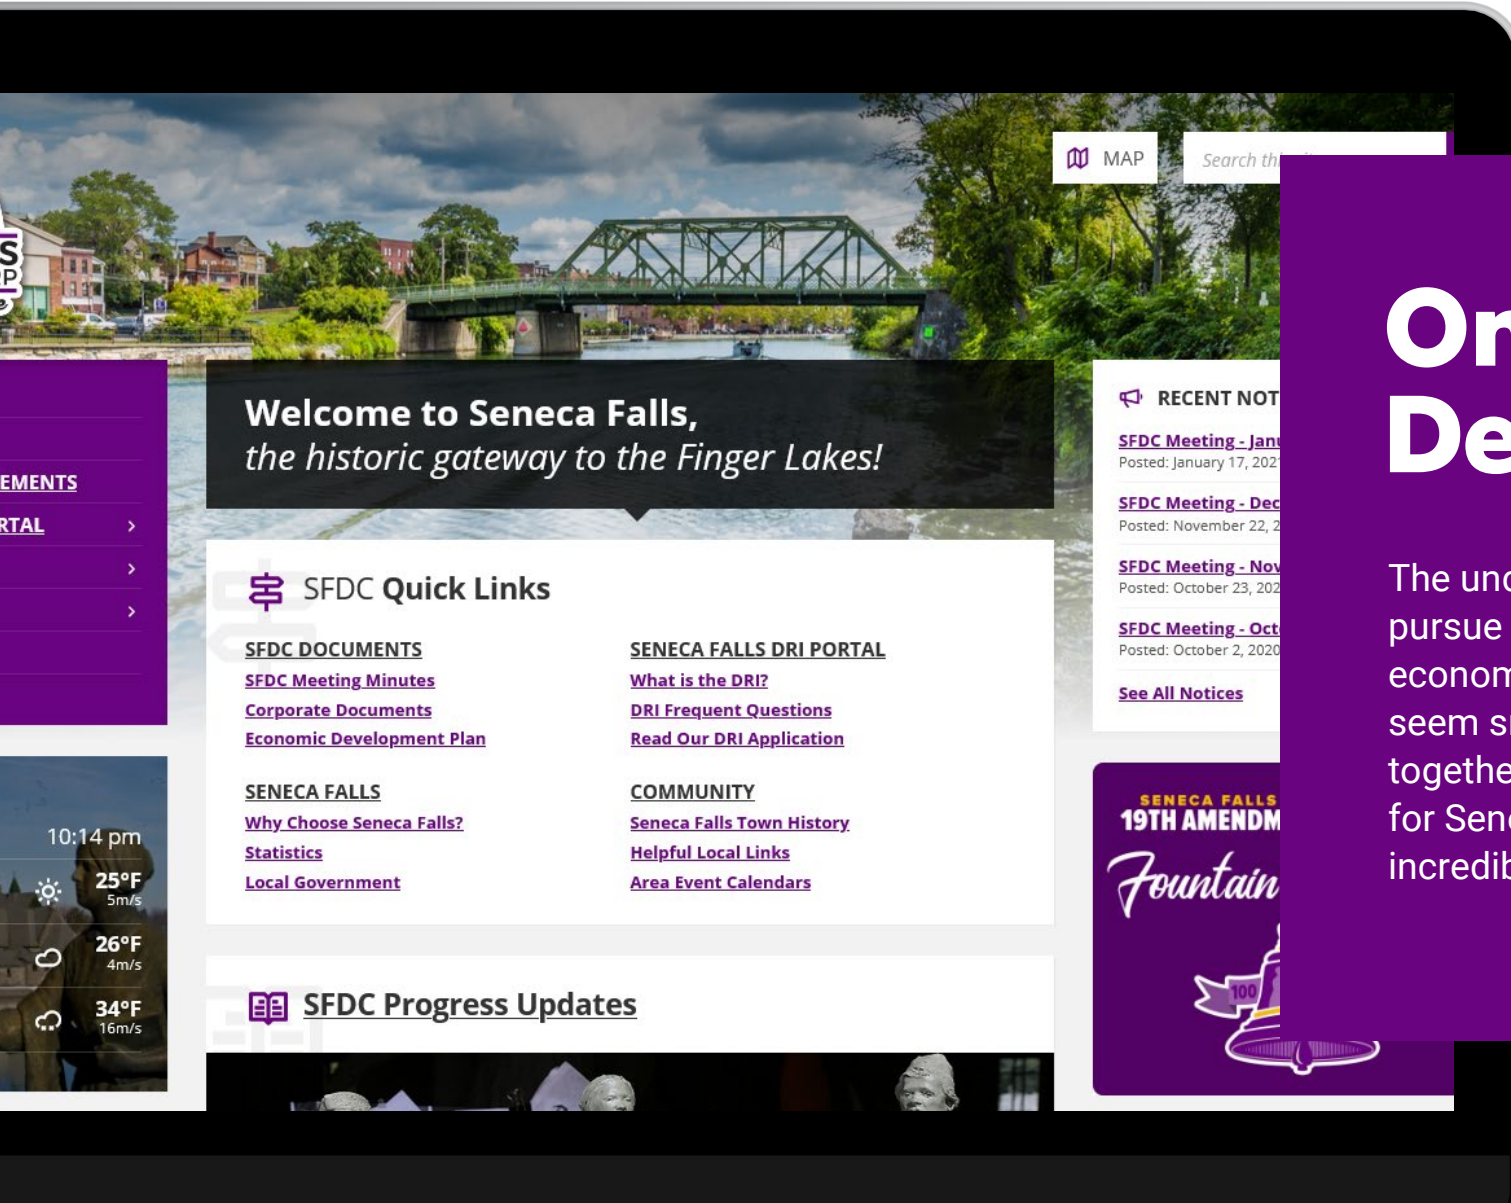 MAP
Search thi
S
RP
e
Welcome to Seneca Falls,
the historic gateway to the Finger Lakes!
EMENTS
RTAL
SFDC Quick Links
SFDC DOCUMENTS
SFDC Meeting Minutes
Corporate Documents
Economic Development Plan
SENECA FALLS DRI PORTAL
What is the DRI?
DRI Frequent Questions
Read Our DRI Application
SENECA FALLS
Why Choose Seneca Falls?
Statistics
Local Government
COMMUNITY
Seneca Falls Town History
Helpful Local Links
Area Event Calendars
10:14 pm
25°F
5m/s
26°F
4m/s
34°F
16m/s
SFDC Progress Updates
RECENT NOT
SFDC Meeting - Janu
Posted: January 17, 202
SFDC Meeting - Dec
Posted: November 22, 2
SFDC Meeting - Nov
Posted: October 23, 202
SFDC Meeting - Oct
Posted: October 2, 2020
See All Notices
SENECA FALLS
19TH AMENDM
Fountain
100
On
De
The und
pursue
econom
seem s
togethe
for Sen
incredib